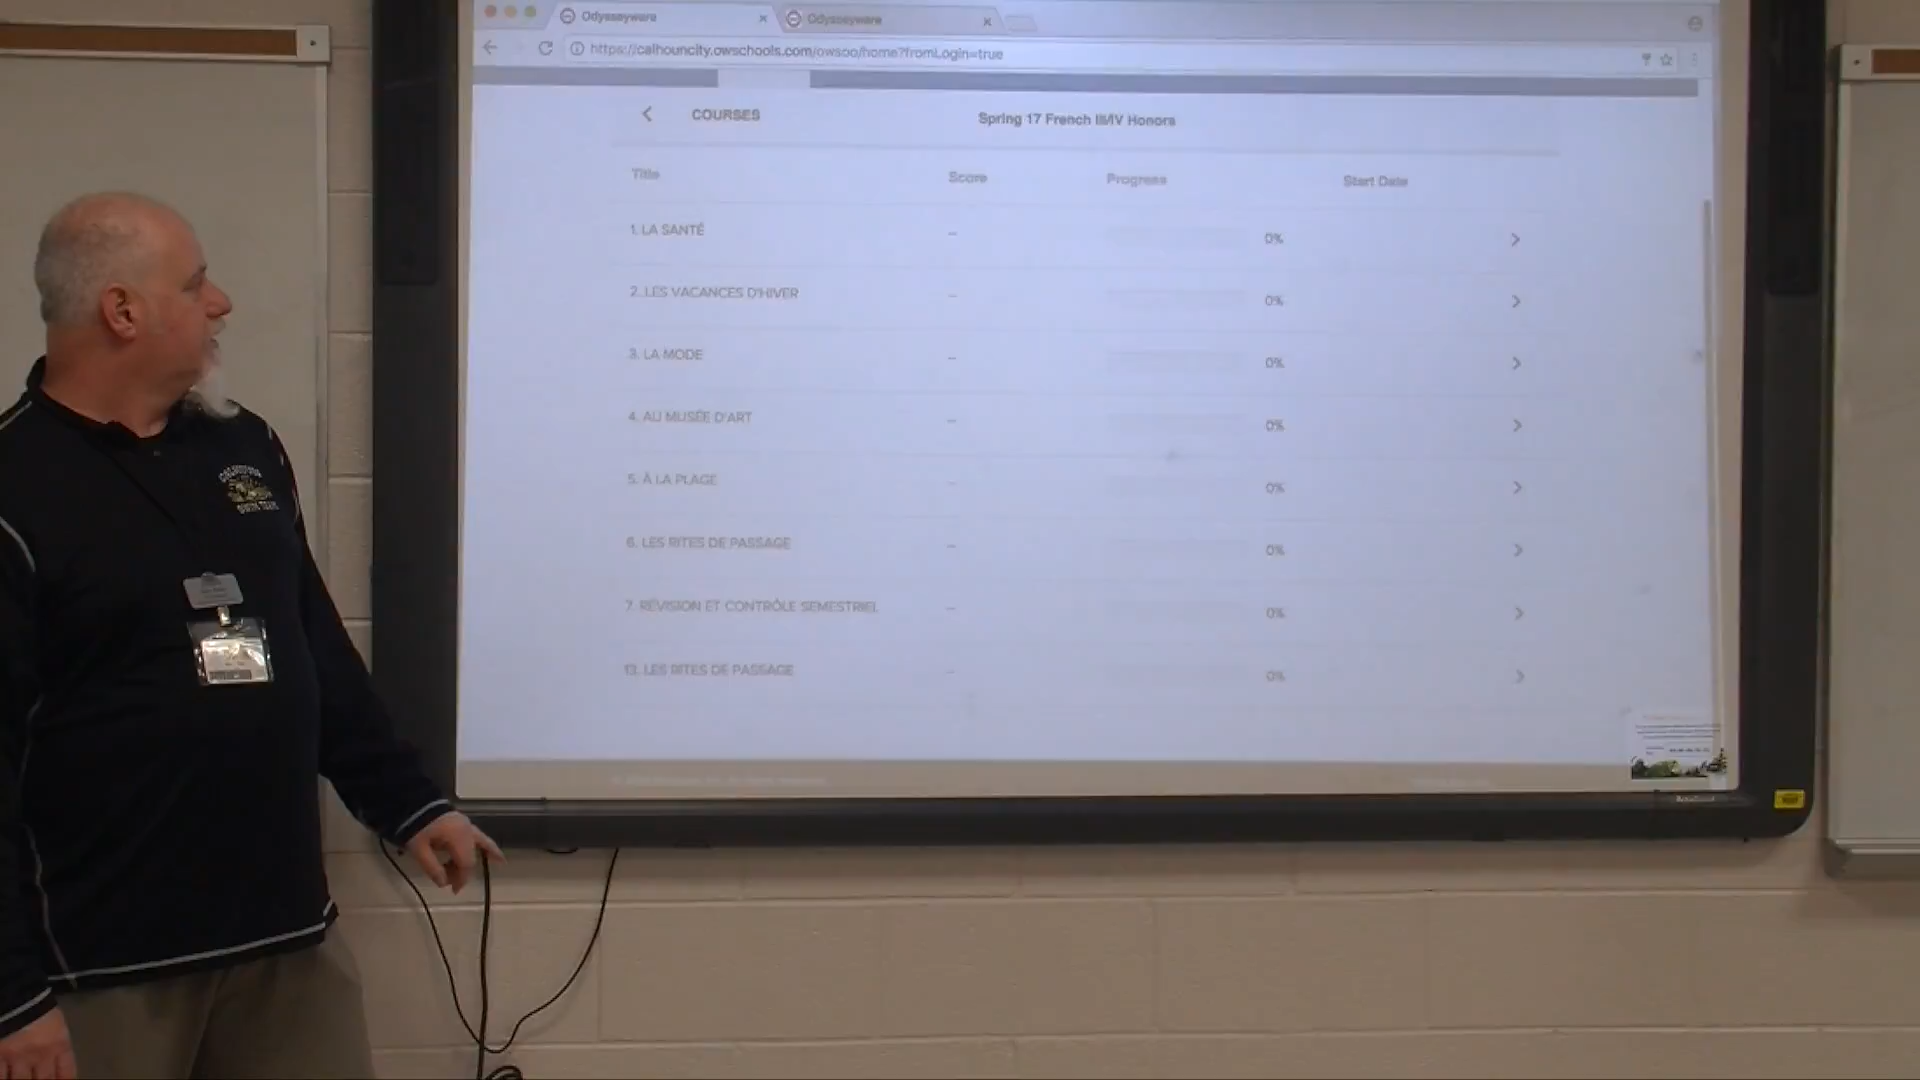 Odysseyware
Odysseyware
https://calhouncity.owschools.com/owsoo/home?fromLogin=true
COURSES
Spring 17 French III/IV Honors
Title Score Progress Start Date
1. LA SANTÉ -- 0%
2. LES VACANCES D'HIVER -- 0%
3. LA MODE -- 0%
4. AU MUSÉE D'ART -- 0%
5. À LA PLAGE -- 0%
6. LES RITES DE PASSAGE -- 0%
7. RÉVISION ET CONTRÔLE SEMESTRIEL -- 0%
13. LES RITES DE PASSAGE -- 0%